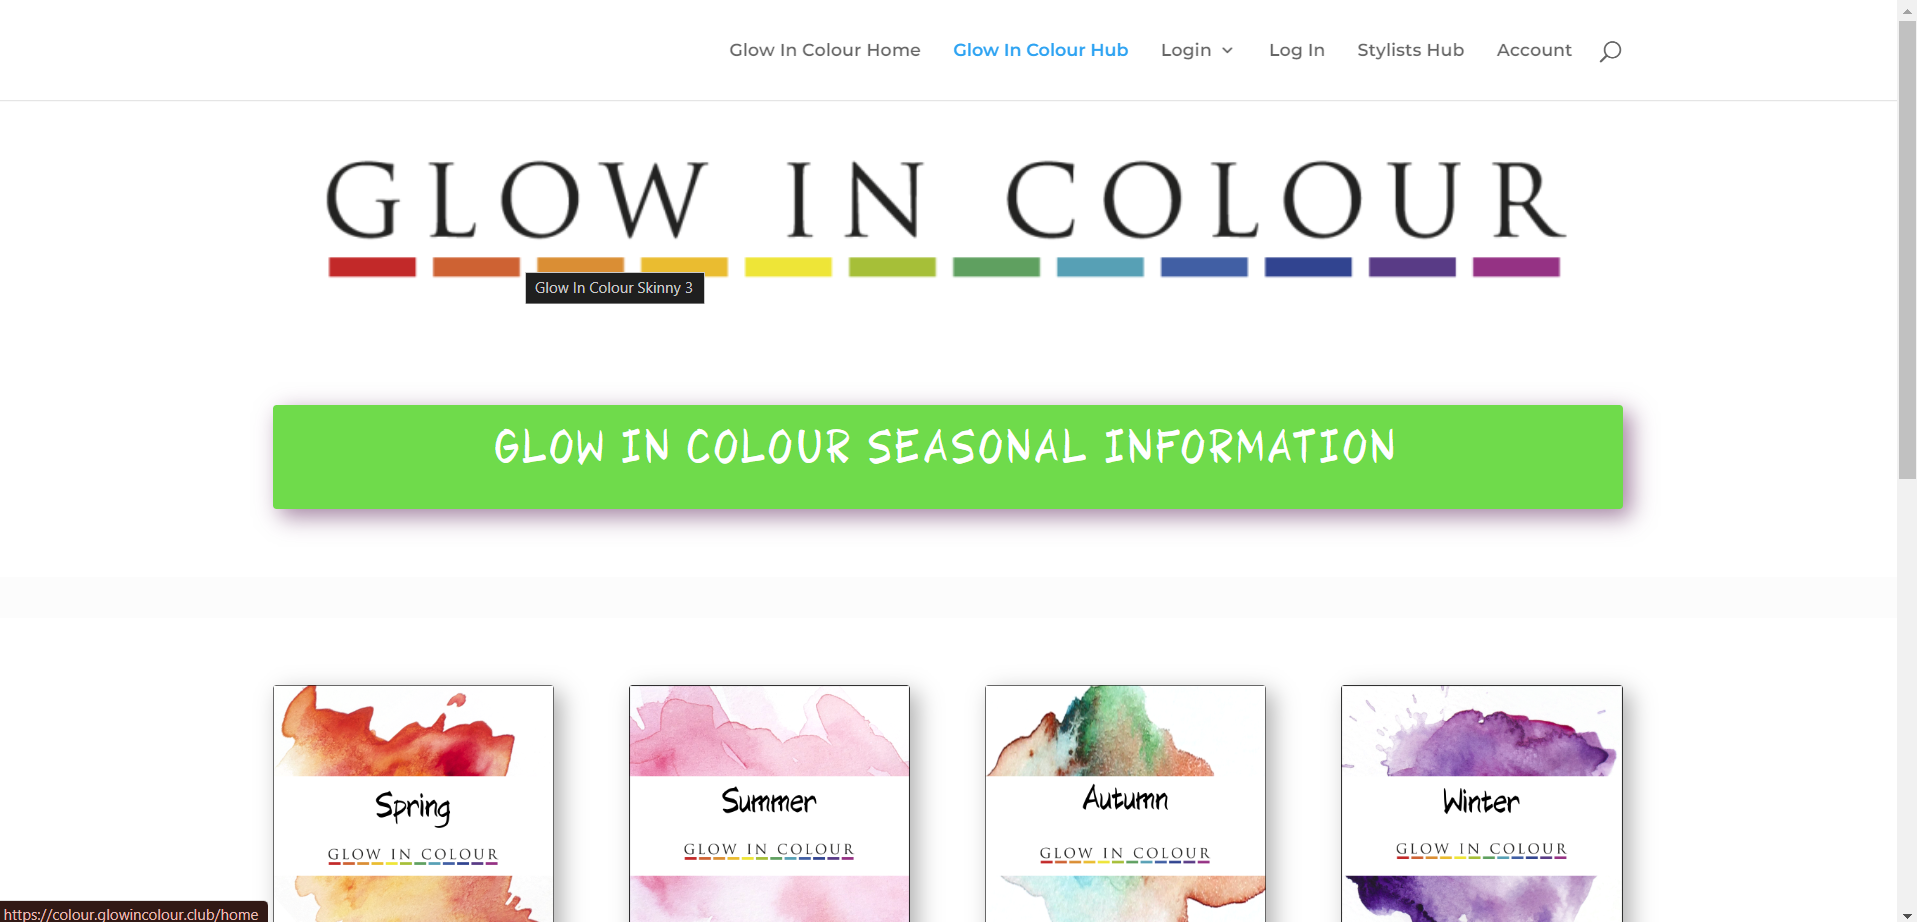 Glow In Colour Home Glow In Colour Hub Login Log In Stylists Hub Account
GLOW IN COLOUR
Glow In Colour Skinny 3
GLOW IN COLOUR SEASONAL INFORMATION
Spring
GLOW IN COLOUR
Summer
GLOW IN COLOUR
Autumn
GLOW IN COLOUR
Winter
GLOW IN COLOUR
https://colour.glowincolour.club/home